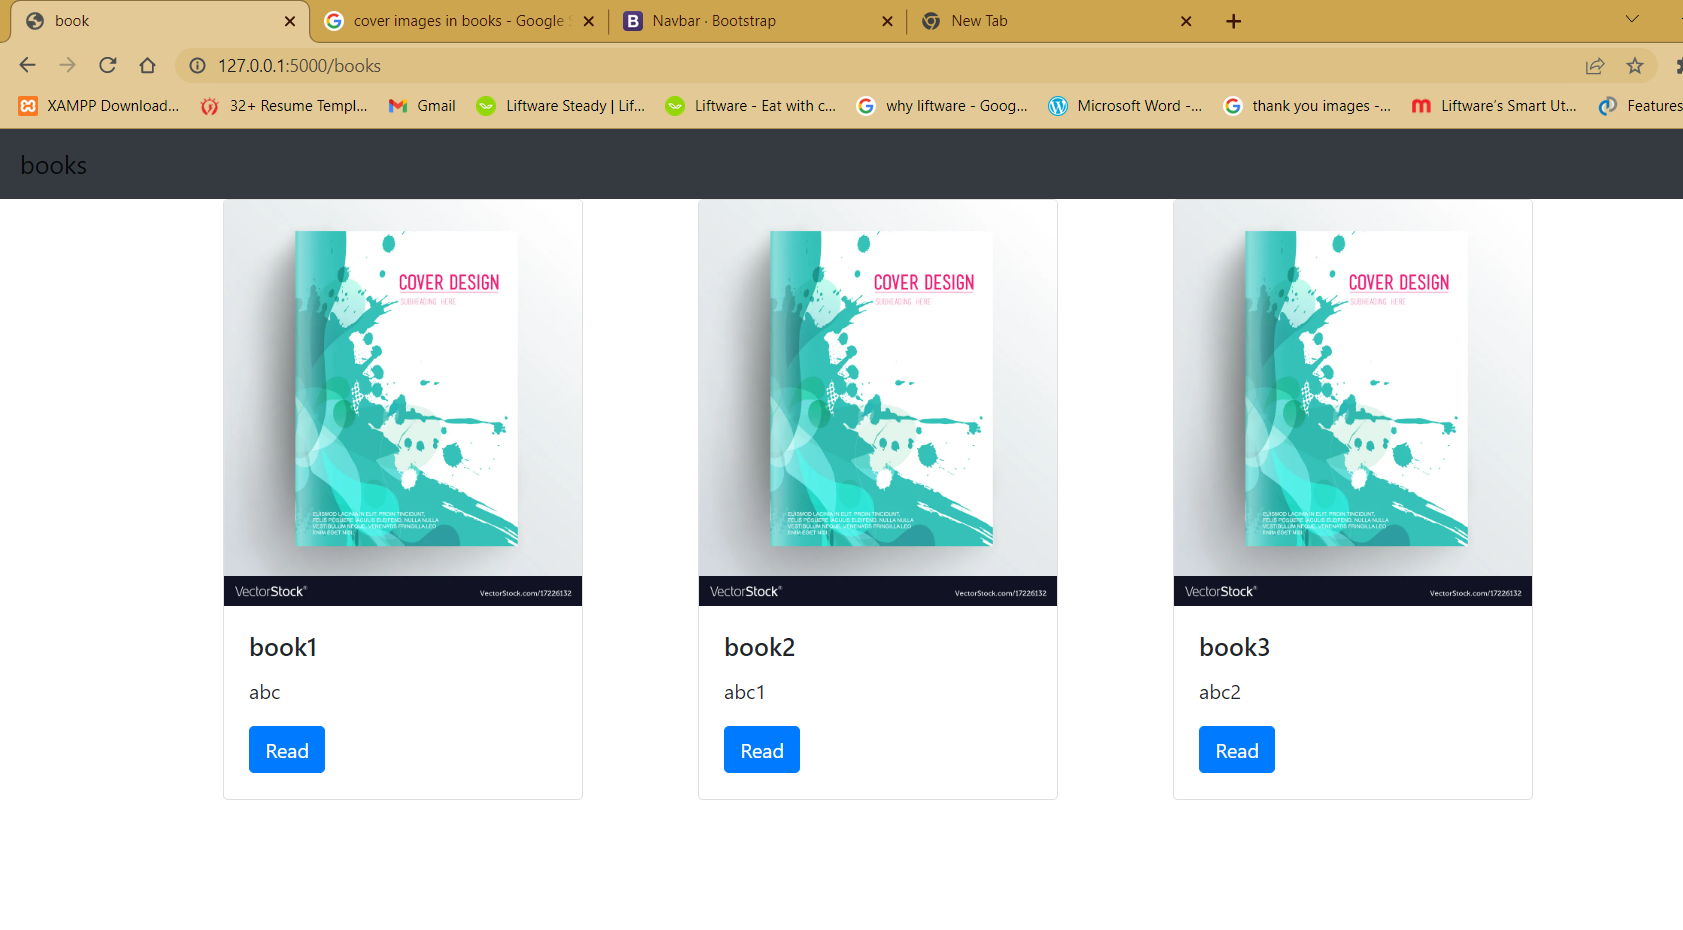 book
cover images in books - Google S
Navbar · Bootstrap
New Tab
127.0.0.1:5000/books
XAMPP Download...
32+ Resume Templ...
Gmail
Liftware Steady | Lif...
Liftware - Eat with c...
why liftware - Goog...
Microsoft Word -...
thank you images -...
Liftware's Smart Ut...
Features
books
COVER DESIGN
SUBHEADING HERE
COVER DESIGN
SUBHEADING HERE
COVER DESIGN
SUBHEADING HERE
VectorStock®
VectorStock.com/17226132
VectorStock®
VectorStock.com/17226132
VectorStock®
VectorStock.com/17226132
book1
book2
book3
abc
abc1
abc2
Read
Read
Read